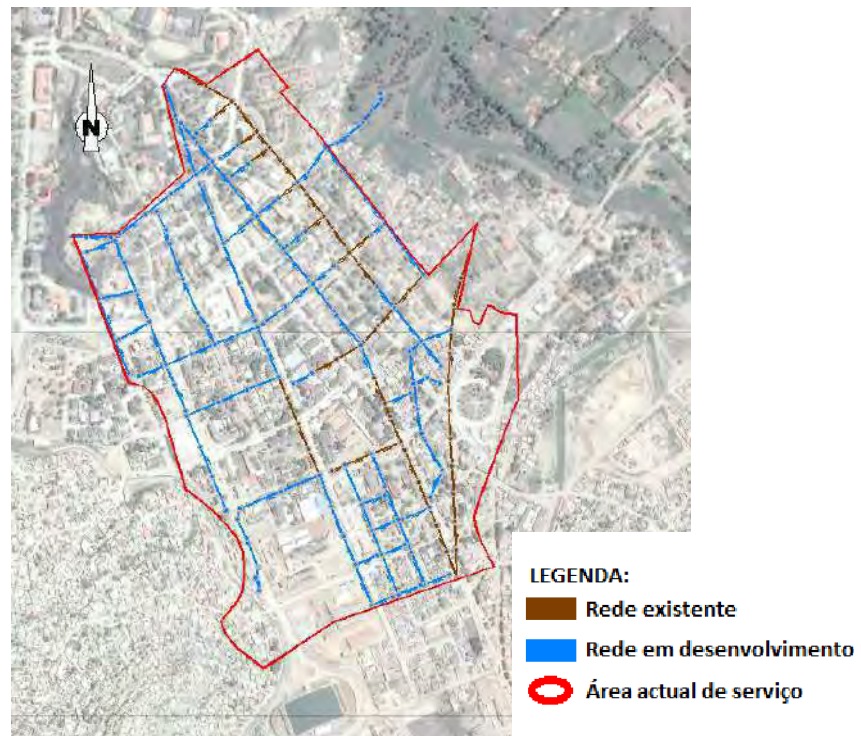 N
LEGENDA:
Rede existente
Rede em desenvolvimento
Área actual de serviço